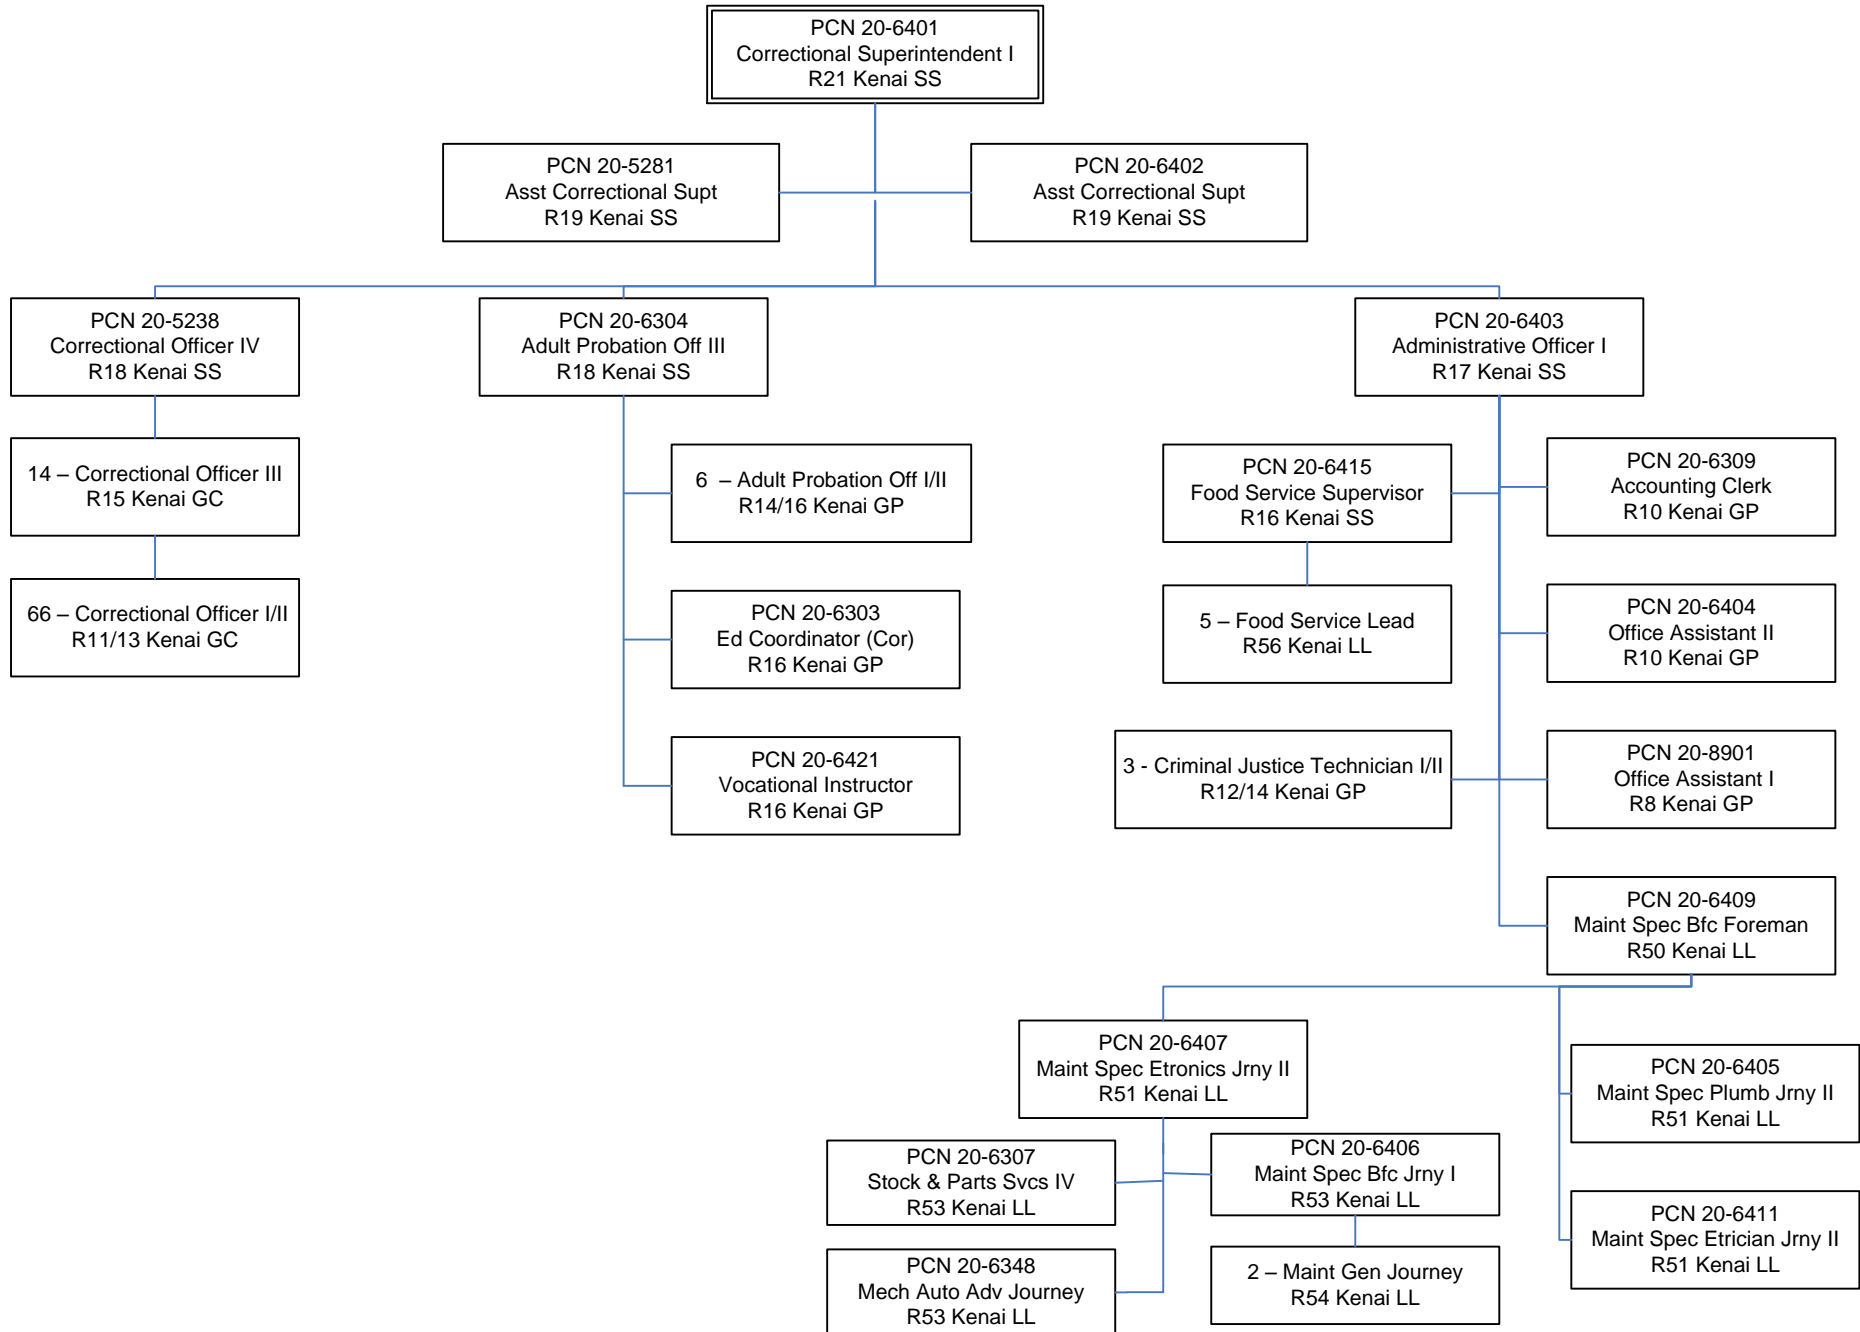 PCN 20-6401
Correctional Superintendent I
R21 Kenai SS
PCN 20-5281
Asst Correctional Supt
R19 Kenai SS
PCN 20-6402
Asst Correctional Supt
R19 Kenai SS
PCN 20-5238
Correctional Officer IV
R18 Kenai SS
PCN 20-6304
Adult Probation Off III
R18 Kenai SS
PCN 20-6403
Administrative Officer I
R17 Kenai SS
14 – Correctional Officer III
R15 Kenai GC
66 – Correctional Officer I/II
R11/13 Kenai GC
6 – Adult Probation Off I/II
R14/16 Kenai GP
PCN 20-6303
Ed Coordinator (Cor)
R16 Kenai GP
PCN 20-6421
Vocational Instructor
R16 Kenai GP
PCN 20-6415
Food Service Supervisor
R16 Kenai SS
5 – Food Service Lead
R56 Kenai LL
3 - Criminal Justice Technician I/II
R12/14 Kenai GP
PCN 20-6309
Accounting Clerk
R10 Kenai GP
PCN 20-6404
Office Assistant II
R10 Kenai GP
PCN 20-8901
Office Assistant I
R8 Kenai GP
PCN 20-6409
Maint Spec Bfc Foreman
R50 Kenai LL
PCN 20-6407
Maint Spec Etronics Jrny II
R51 Kenai LL
PCN 20-6405
Maint Spec Plumb Jrny II
R51 Kenai LL
PCN 20-6307
Stock & Parts Svcs IV
R53 Kenai LL
PCN 20-6406
Maint Spec Bfc Jrny I
R53 Kenai LL
PCN 20-6411
Maint Spec Etrician Jrny II
R51 Kenai LL
PCN 20-6348
Mech Auto Adv Journey
R53 Kenai LL
2 – Maint Gen Journey
R54 Kenai LL